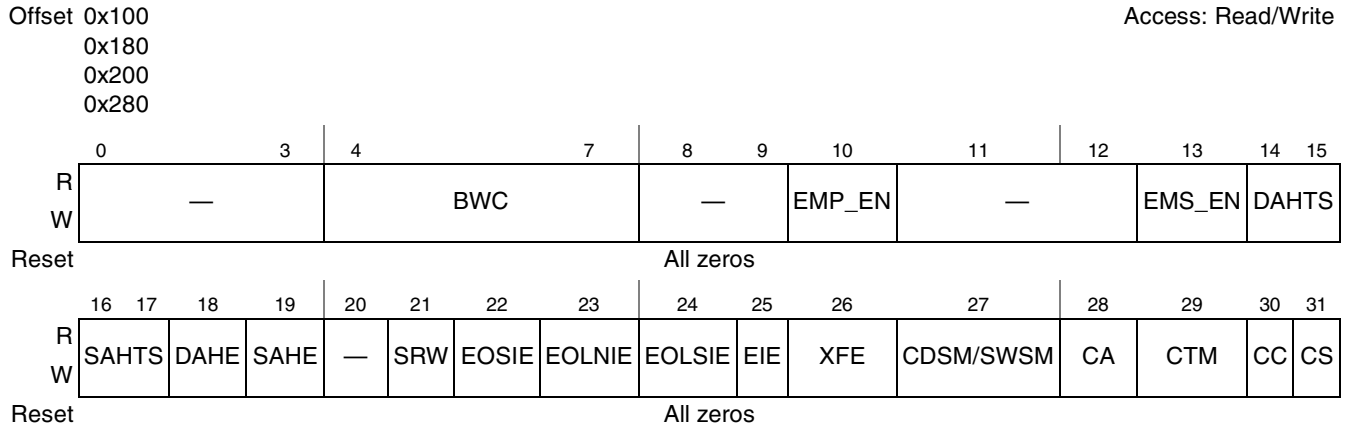 Offset 0x100 Access: Read/Write
0x180
0x200
0x280
0 3 4 7 8 9 10 11 12 13 14 15
R
W
— BWC — EMP_EN — EMS_EN DAHTS
Reset All zeros
16 17 18 19 20 21 22 23 24 25 26 27 28 29 30 31
R
W
SAHTS DAHE SAHE — SRW EOSIE EOLNIE EOLSIE EIE XFE CDSM/SWSM CA CTM CC CS
Reset All zeros